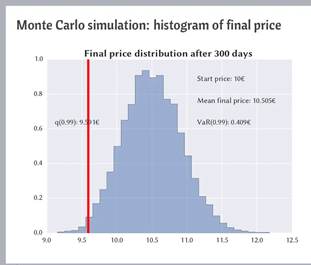 Monte Carlo simulation: histogram of final price
Final price distribution after 300 days
1.0
Start price: 10€
0.8
Mean final price: 10.505€
q(0.99): 9.591€
VaR(0.99): 0.409€
0.6
0.4
0.2
0.0
9.0 9.5 10.0 10.5 11.0 11.5 12.0 12.5